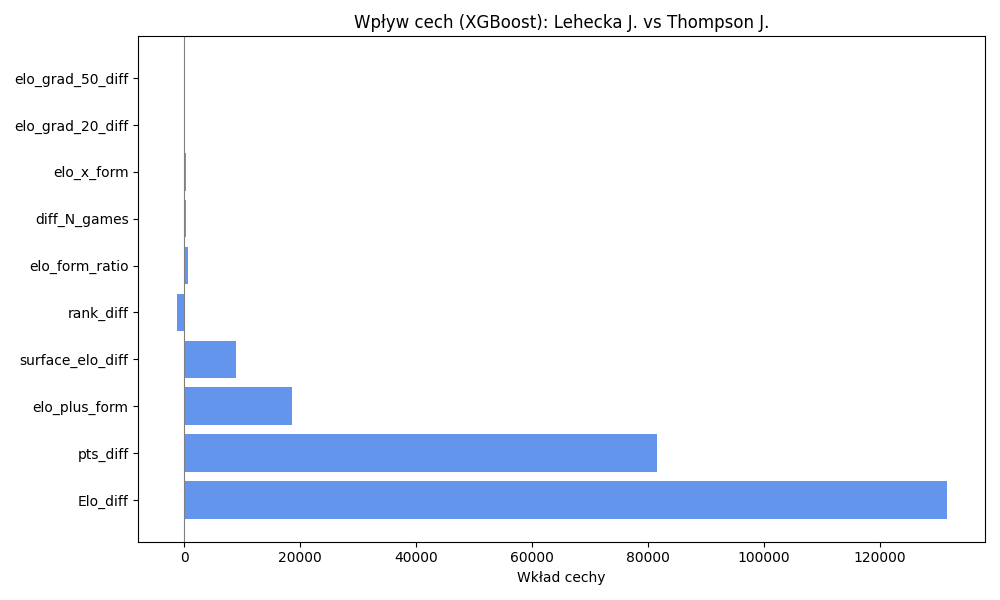 Wpływ cech (XGBoost): Lehecka J. vs Thompson J.
elo_grad_50_diff
elo_grad_20_diff
elo_x_form
diff_N_games
elo_form_ratio
rank_diff
surface_elo_diff
elo_plus_form
pts_diff
Elo_diff
0 20000 40000 60000 80000 100000 120000
Wkład cechy